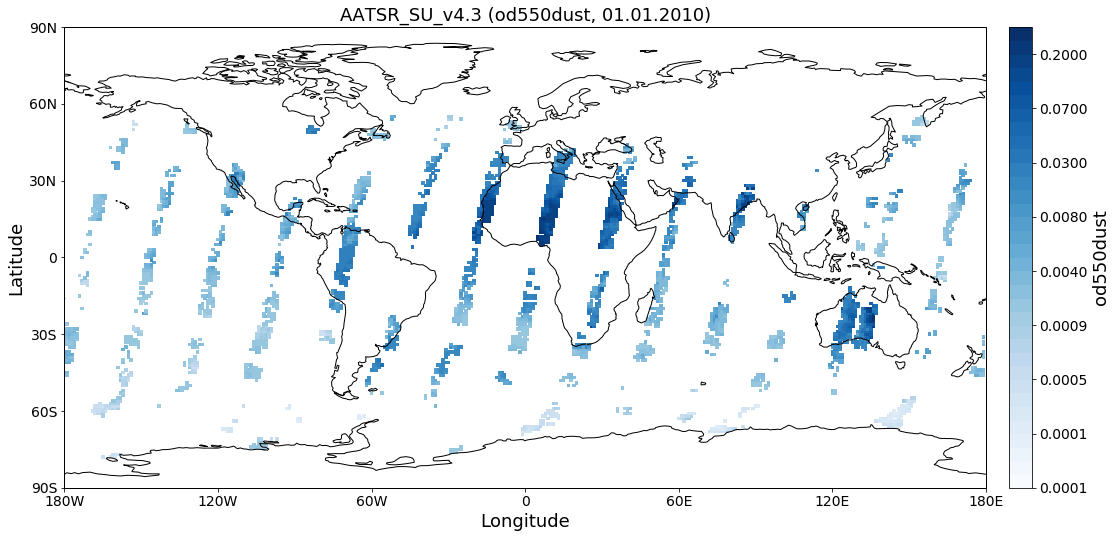 AATSR_SU_v4.3 (od550dust, 01.01.2010)
90N
60N
30N
0
30S
60S
90S
Latitude
180W
120W
60W
0
60E
120E
180E
Longitude
0.2000
0.0700
0.0300
0.0080
0.0040
0.0009
0.0005
0.0001
0.0001
od550dust